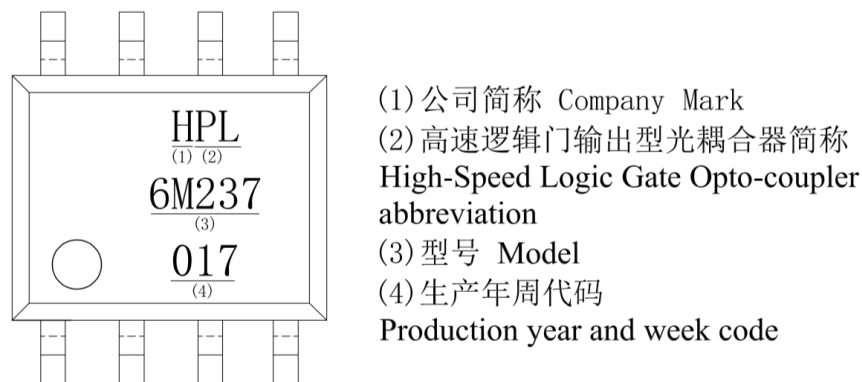 HPL
(1) (2)
6M237
(3)
017
(4)
(1)公司简称 Company Mark
(2)高速逻辑门输出型光耦合器简称
High-Speed Logic Gate Opto-coupler
abbreviation
(3)型号 Model
(4)生产年周代码
Production year and week code